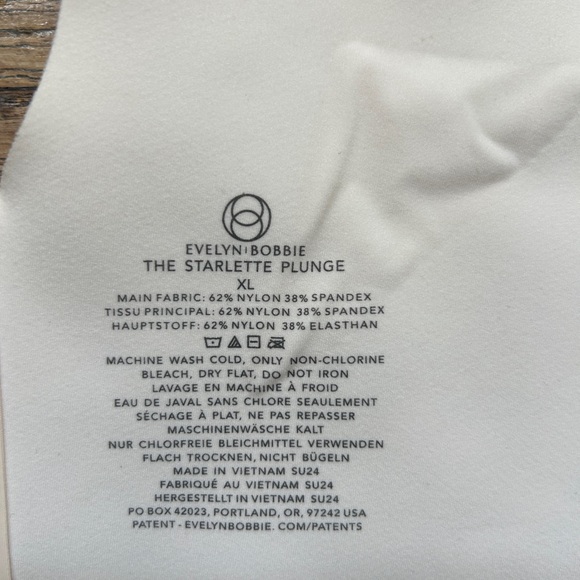 EVELYN BOBBIE
THE STARLETTE PLUNGE
XL
MAIN FABRIC: 62% NYLON 38% SPANDEX
TISSU PRINCIPAL: 62% NYLON 38% SPANDEX
HAUPTSTOFF: 62% NYLON 38% ELASTHAN
MACHINE WASH COLD, ONLY NON-CHLORINE
BLEACH, DRY FLAT, DO NOT IRON
LAVAGE EN MACHINE À FROID
EAU DE JAVAL SANS CHLORE SEAULEMENT
SÉCHAGE À PLAT, NE PAS REPASSER
MASCHINENWÄSCHE KALT
NUR CHLORFREIE BLEICHMITTEL VERWENDEN
FLACH TROCKNEN, NICHT BÜGELN
MADE IN VIETNAM SU24
FABRIQUÉ AU VIETNAM SU24
HERGESTELLT IN VIETNAM SU24
PO BOX 42023, PORTLAND, OR, 97242 USA
PATENT - EVELYNBOBBIE. COM/PATENTS